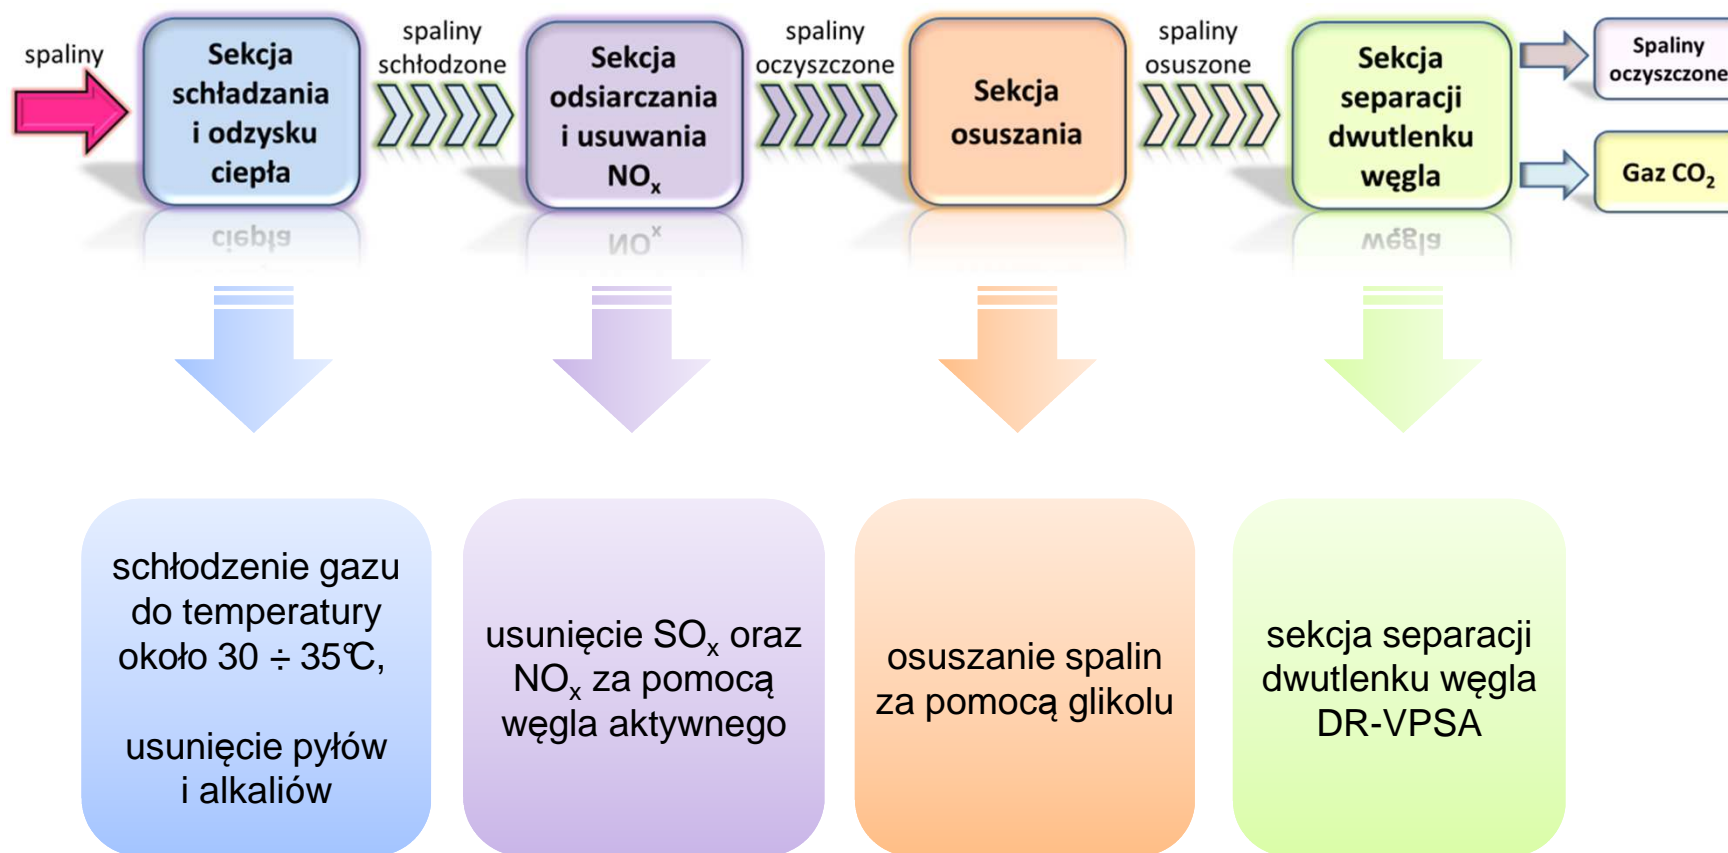 spaliny
Sekcja
schładzania
i odzysku
ciepła
spaliny
schłodzone
Sekcja
odsiarczania
i usuwania
NOₓ
spaliny
oczyszczone
Sekcja
osuszania
spaliny
osuszone
Sekcja
separacji
dwutlenku
węgla
Spaliny
oczyszczone
Gaz CO₂
schłodzenie gazu
do temperatury
około 30 ÷ 35°C,
usunięcie pyłów
i alkaliów
usunięcie SOₓ oraz
NOₓ za pomocą
węgla aktywnego
osuszanie spalin
za pomocą glikolu
sekcja separacji
dwutlenku węgla
DR-VPSA